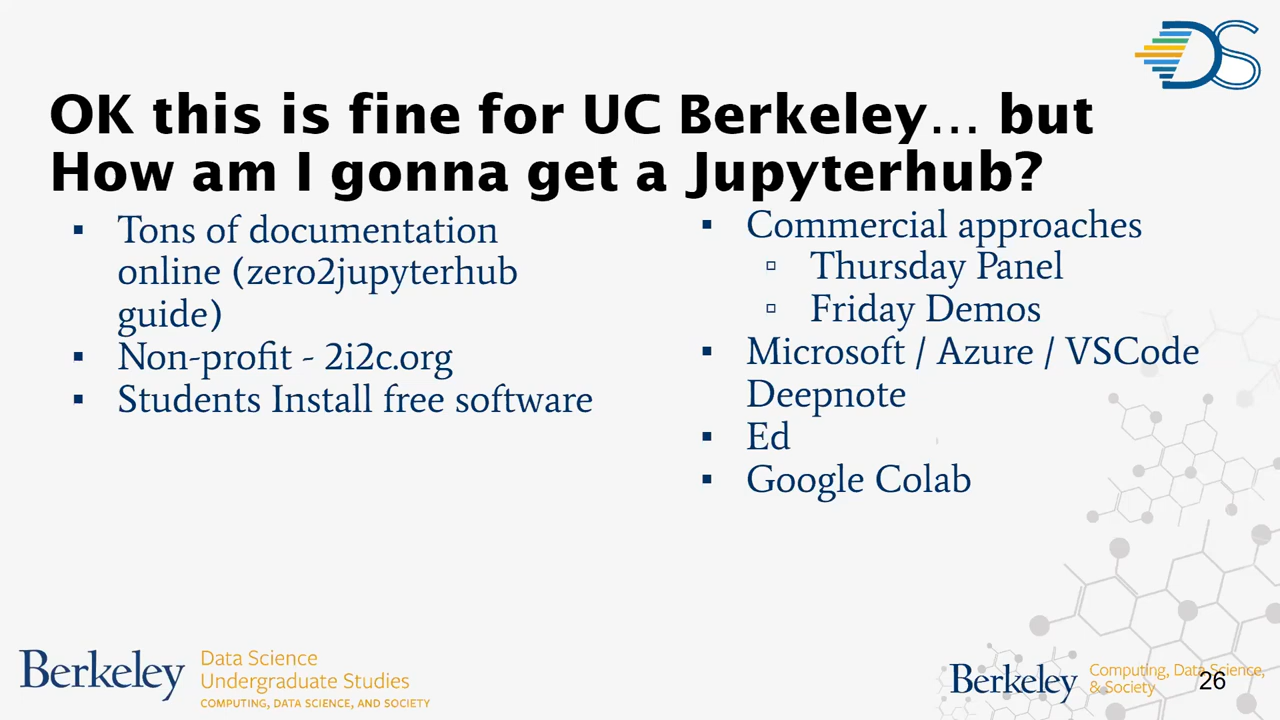 DS
OK this is fine for UC Berkeley… but
How am I gonna get a Jupyterhub?
▪ Tons of documentation
online (zero2jupyterhub
guide)
▪ Non-profit - 2i2c.org
▪ Students Install free software
▪ Commercial approaches
▫ Thursday Panel
▫ Friday Demos
▪ Microsoft / Azure / VSCode
Deepnote
▪ Ed
▪ Google Colab
Berkeley
Data Science
Undergraduate Studies
COMPUTING, DATA SCIENCE, AND SOCIETY
Berkeley
Computing, Data Science,
& Society
26